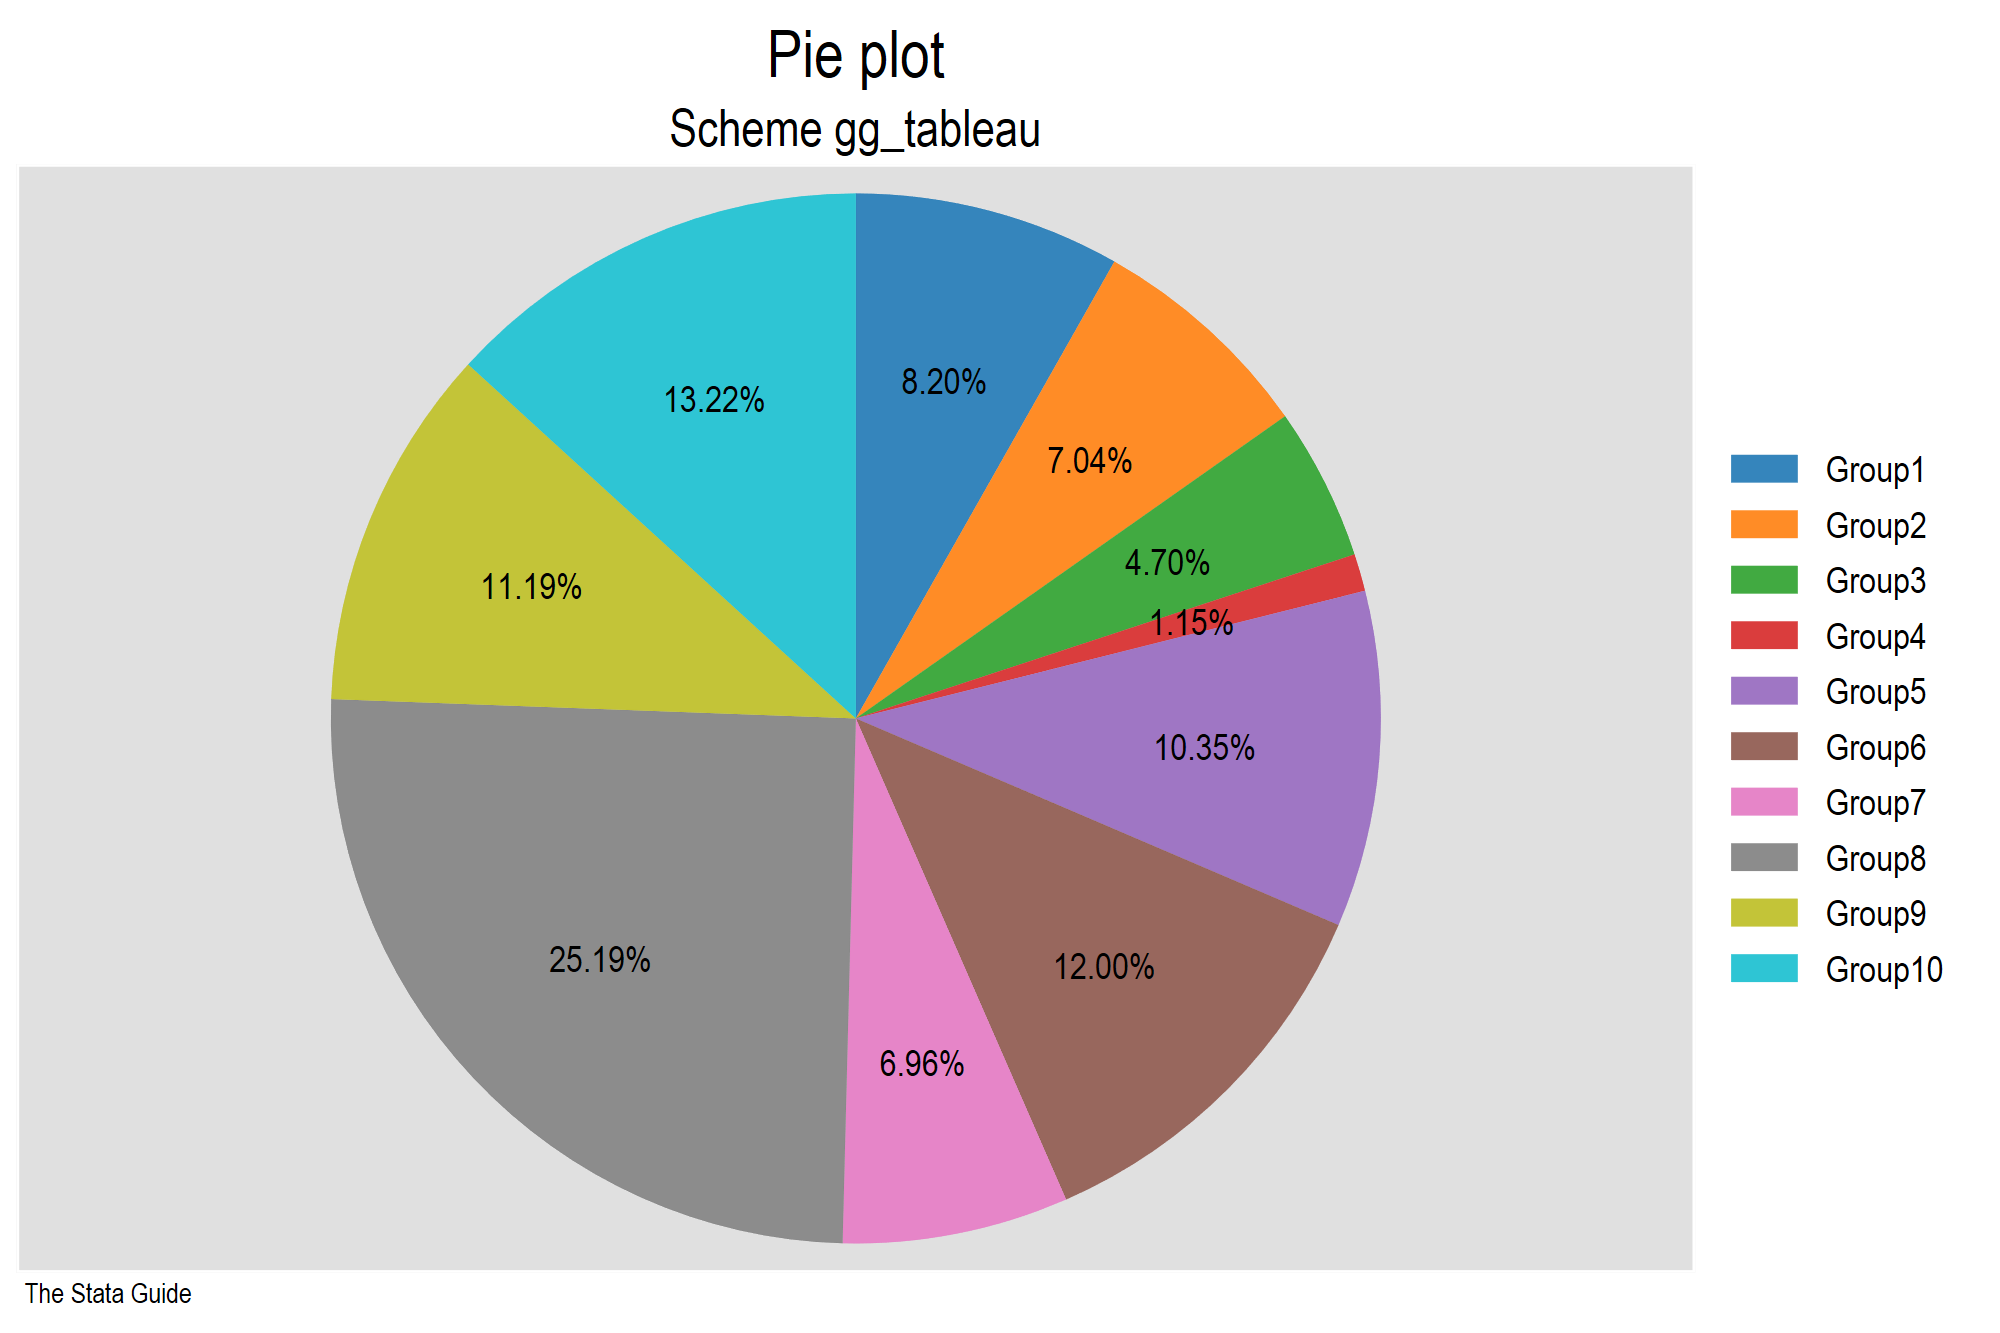 Pie plot
Scheme gg_tableau
8.20%
13.22%
7.04%
4.70%
11.19%
1.15%
10.35%
25.19%
12.00%
6.96%
Group1
Group2
Group3
Group4
Group5
Group6
Group7
Group8
Group9
Group10
The Stata Guide